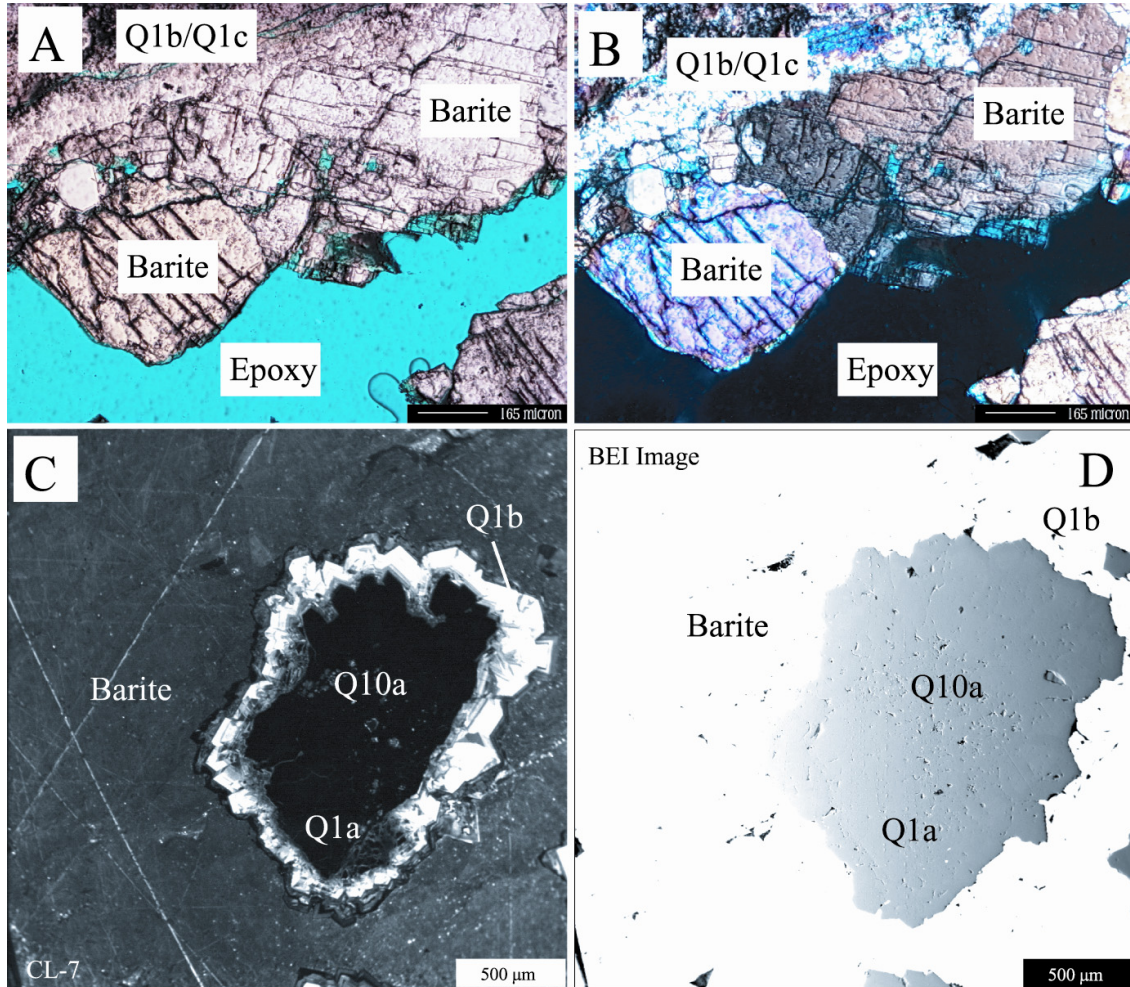 A
Q1b/Q1c
Barite
Barite
Epoxy
165 micron
B
Q1b/Q1c
Barite
Barite
Epoxy
165 micron
C
Q1b
Barite
Q10a
Q1a
CL-7
500 μm
BEI Image
D
Q1b
Barite
Q10a
Q1a
500 μm